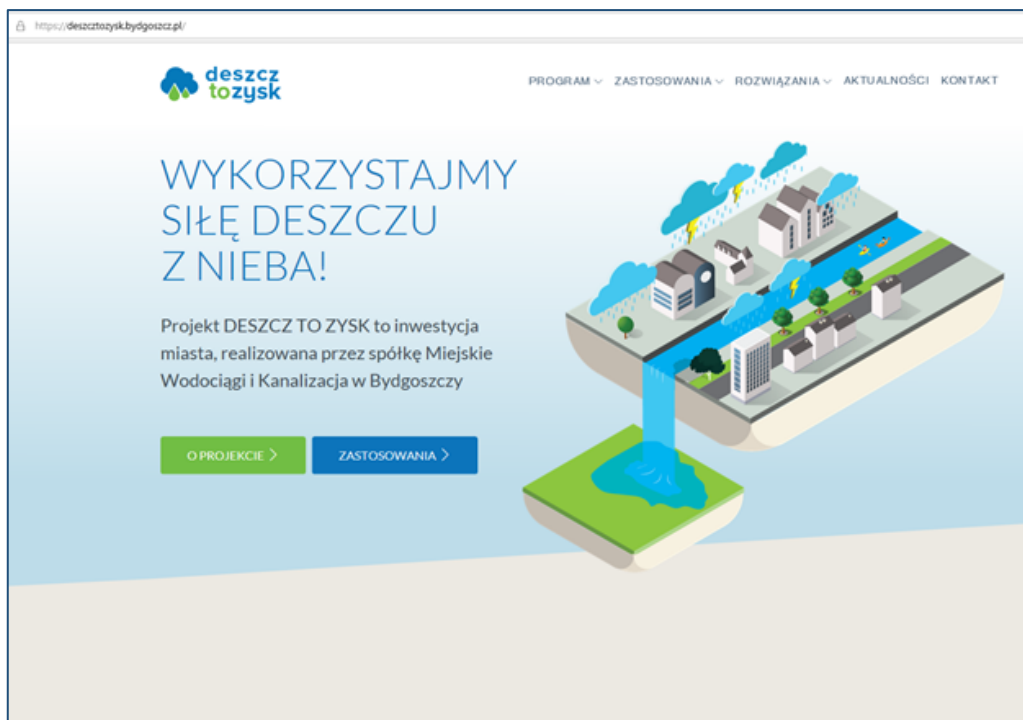 https://deszcztozysk.bydgoszcz.pl/
deszcz
tozysk
PROGRAM ZASTOSOWANIA ROZWIĄZANIA AKTUALNOŚCI KONTAKT
WYKORZYSTAJMY
SIŁĘ DESZCZU
Z NIEBA!
Projekt DESZCZ TO ZYSK to inwestycja
miasta, realizowana przez spółkę Miejskie
Wodociągi i Kanalizacja w Bydgoszczy
O PROJEKCIE
ZASTOSOWANIA